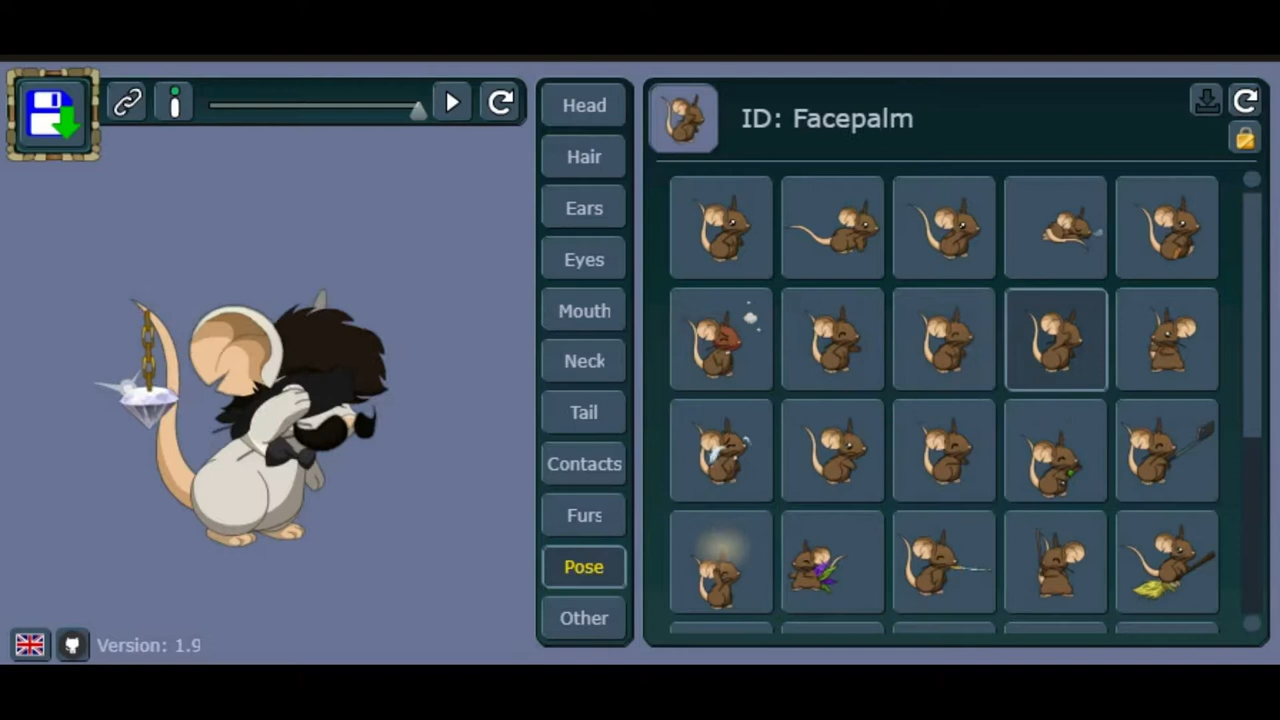 Head
Hair
Ears
Eyes
Mouth
Neck
Tail
Contacts
Furs
Pose
Other
ID: Facepalm
Version: 1.9